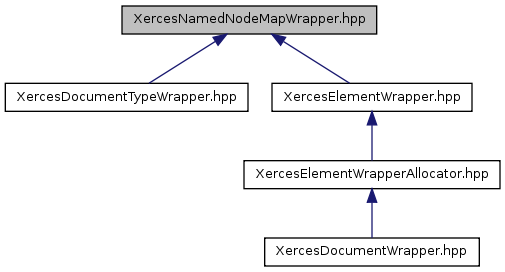 XercesNamedNodeMapWrapper.hpp
XercesDocumentTypeWrapper.hpp
XercesElementWrapper.hpp
XercesElementWrapperAllocator.hpp
XercesDocumentWrapper.hpp